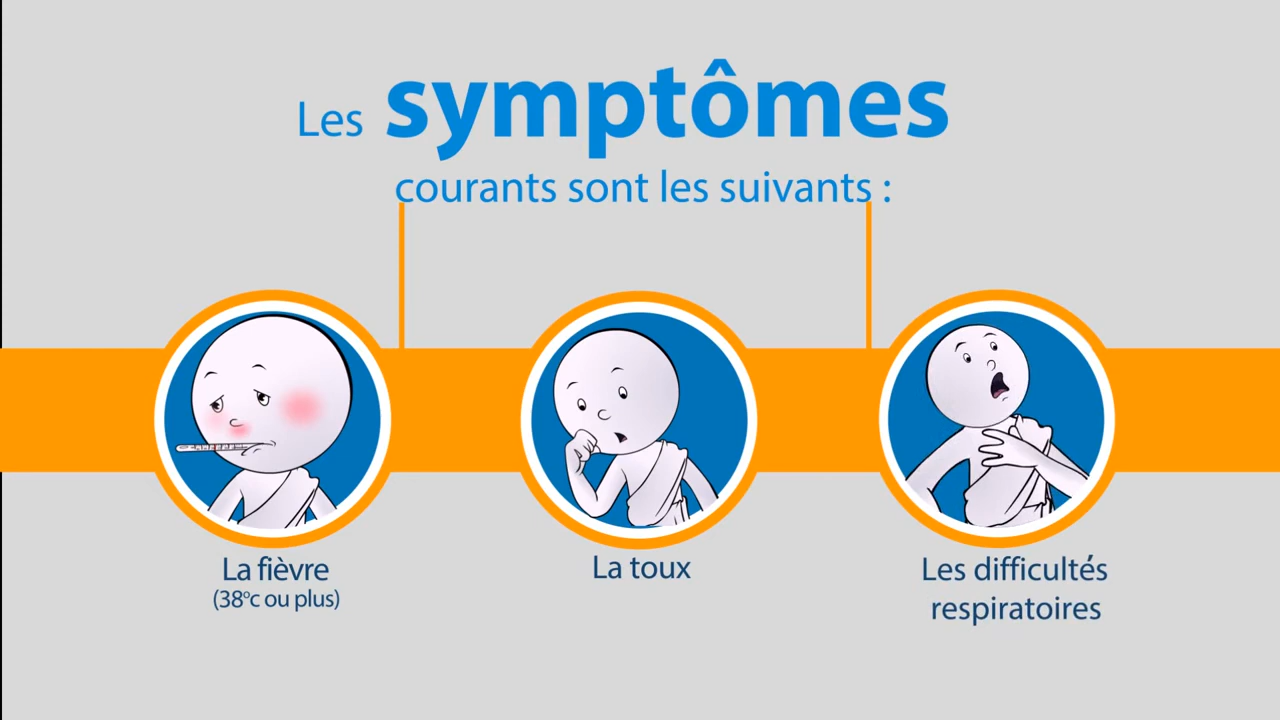 Les symptômes
courants sont les suivants :
La fièvre
(38°c ou plus)
La toux
Les difficultés
respiratoires